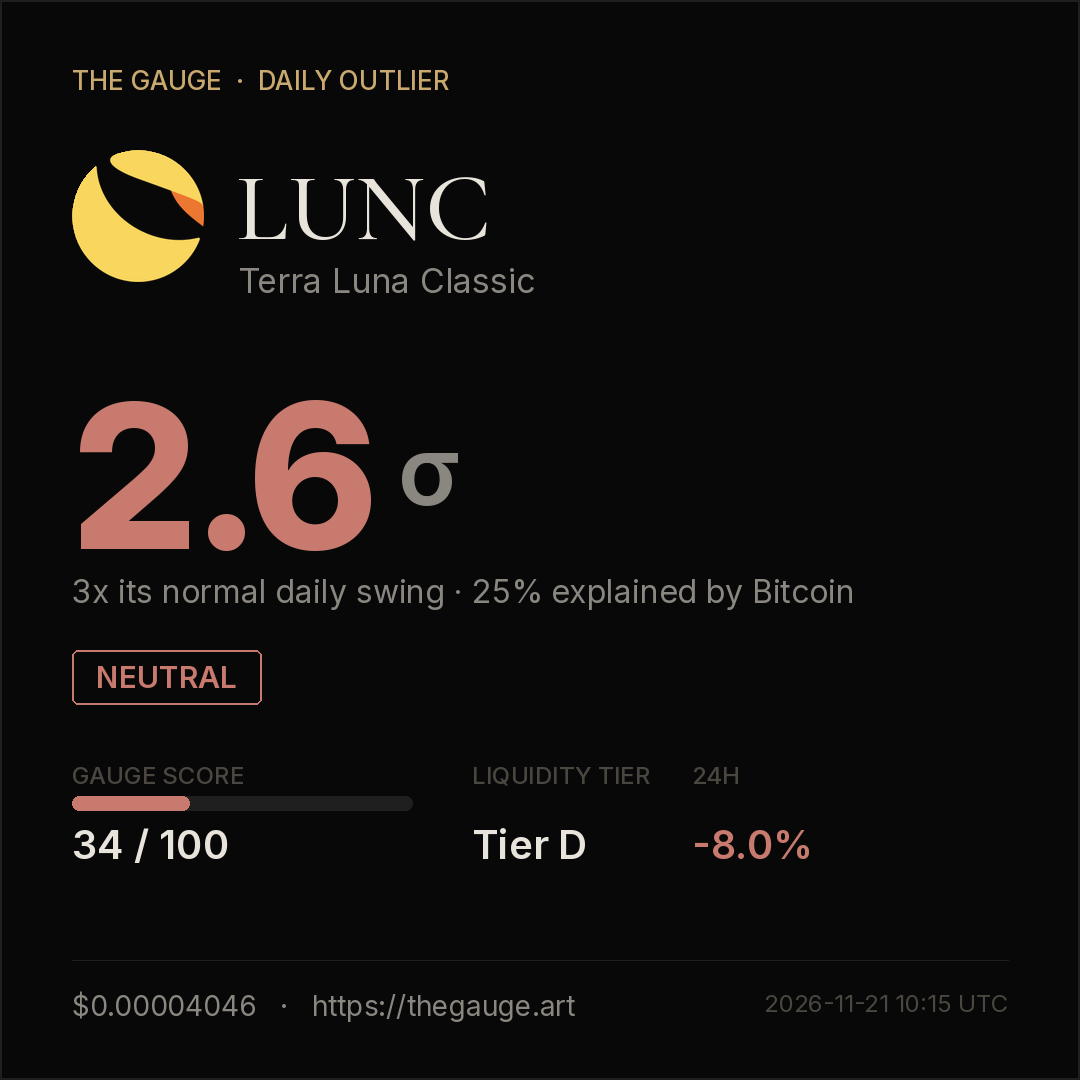 THE GAUGE · DAILY OUTLIER
LUNC
Terra Luna Classic
2.6 σ
3x its normal daily swing · 25% explained by Bitcoin
NEUTRAL
GAUGE SCORE LIQUIDITY TIER 24H
34 / 100 Tier D -8.0%
$0.00004046 · https://thegauge.art 2026-11-21 10:15 UTC